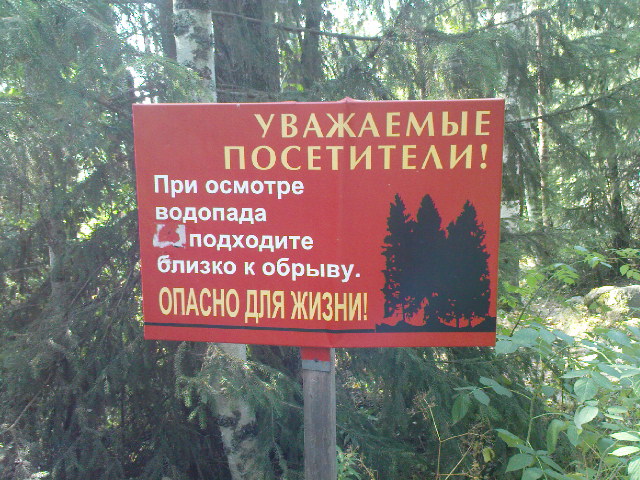 УВАЖАЕМЫЕ
ПОСЕТИТЕЛИ!
При осмотре
водопада
подходите
близко к обрыву.
ОПАСНО ДЛЯ ЖИЗНИ!